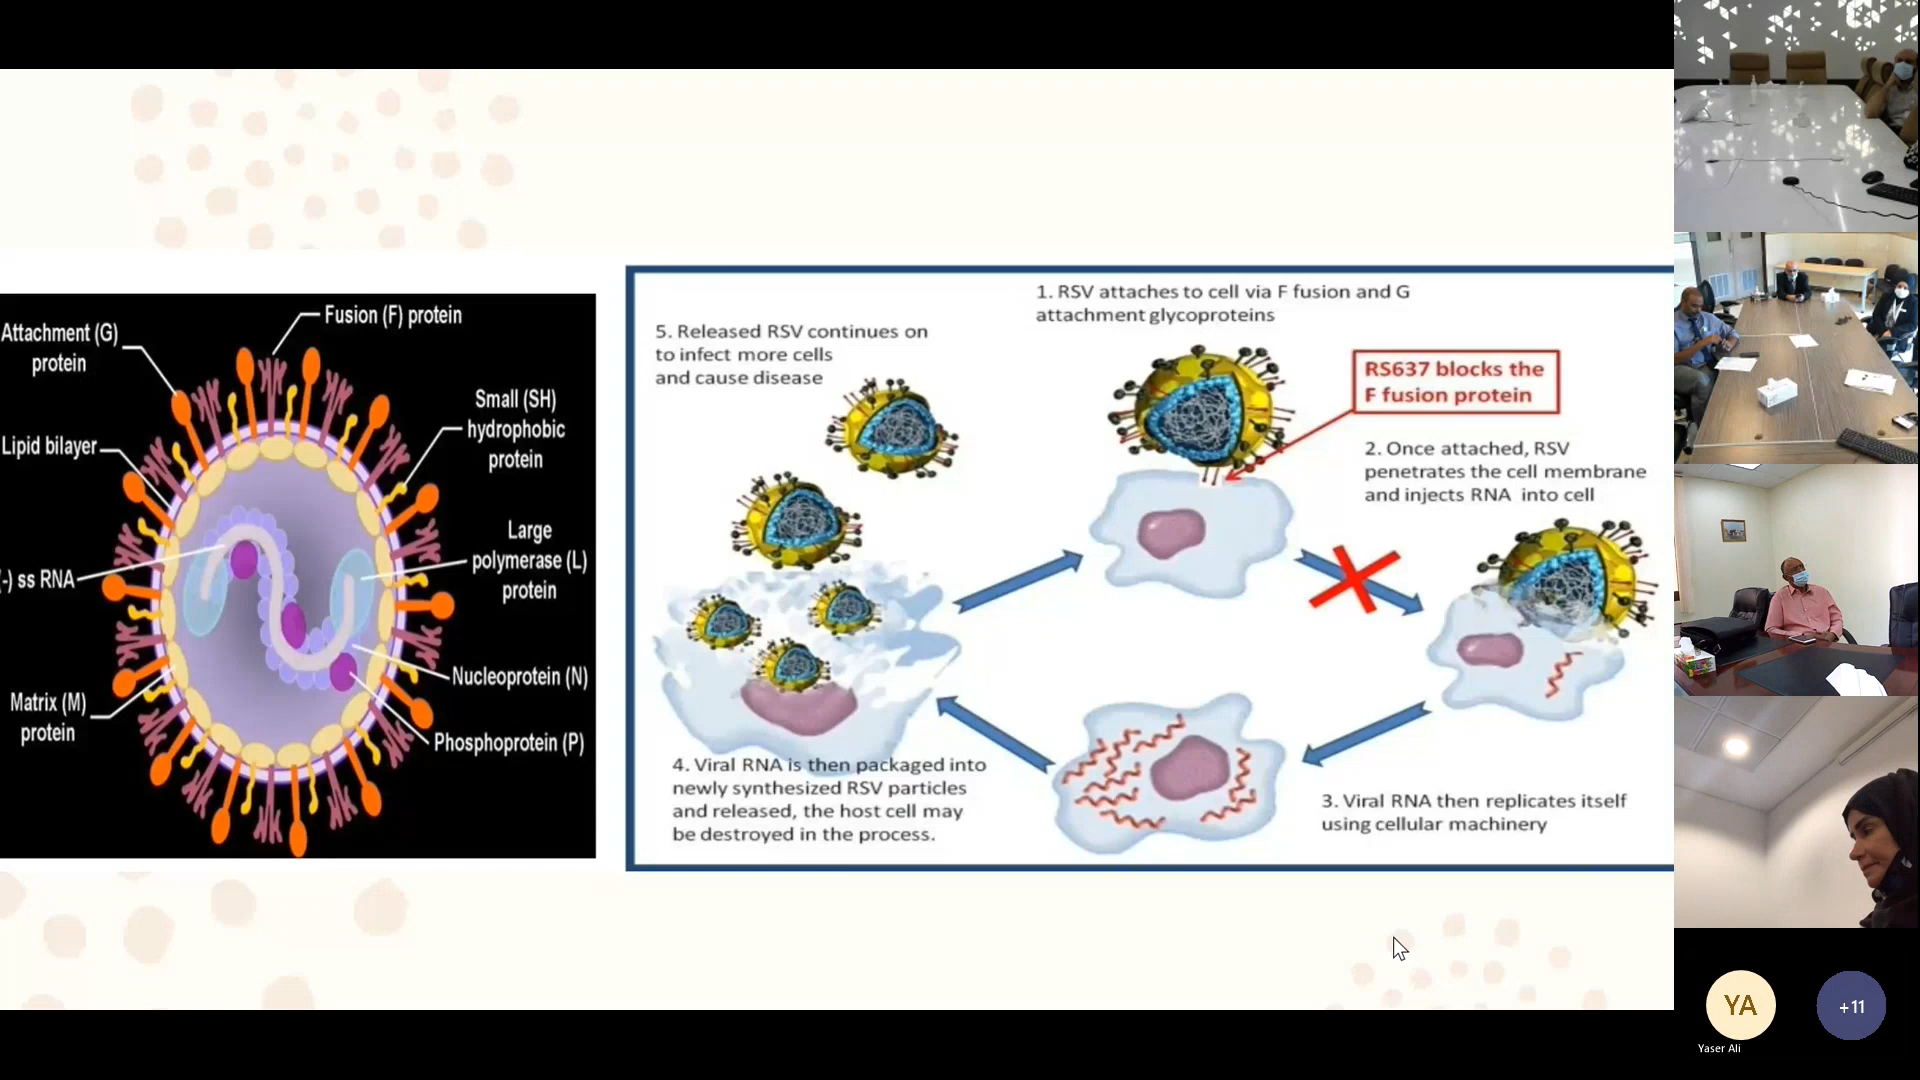 Fusion (F) protein
Attachment (G)
protein
Small (SH)
hydrophobic
protein
Lipid bilayer
Large
polymerase (L)
protein
(-) ss RNA
Nucleoprotein (N)
Matrix (M)
protein
Phosphoprotein (P)
1. RSV attaches to cell via F fusion and G
attachment glycoproteins
5. Released RSV continues on
to infect more cells
and cause disease
RS637 blocks the
F fusion protein
2. Once attached, RSV
penetrates the cell membrane
and injects RNA into cell
4. Viral RNA is then packaged into
newly synthesized RSV particles
and released, the host cell may
be destroyed in the process.
3. Viral RNA then replicates itself
using cellular machinery
YA
+11
Yaser Ali